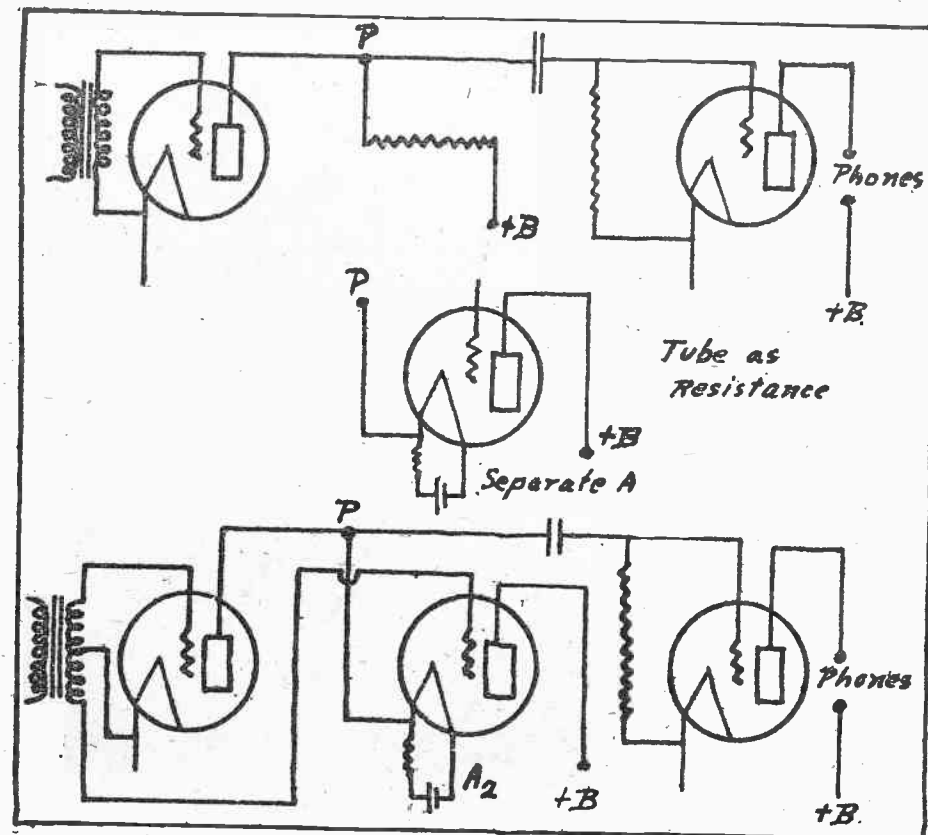 P
Phones
+B
+B.
P
Tube as
Resistance
+B
Separate A
P
Phones
A2
+B
+B.